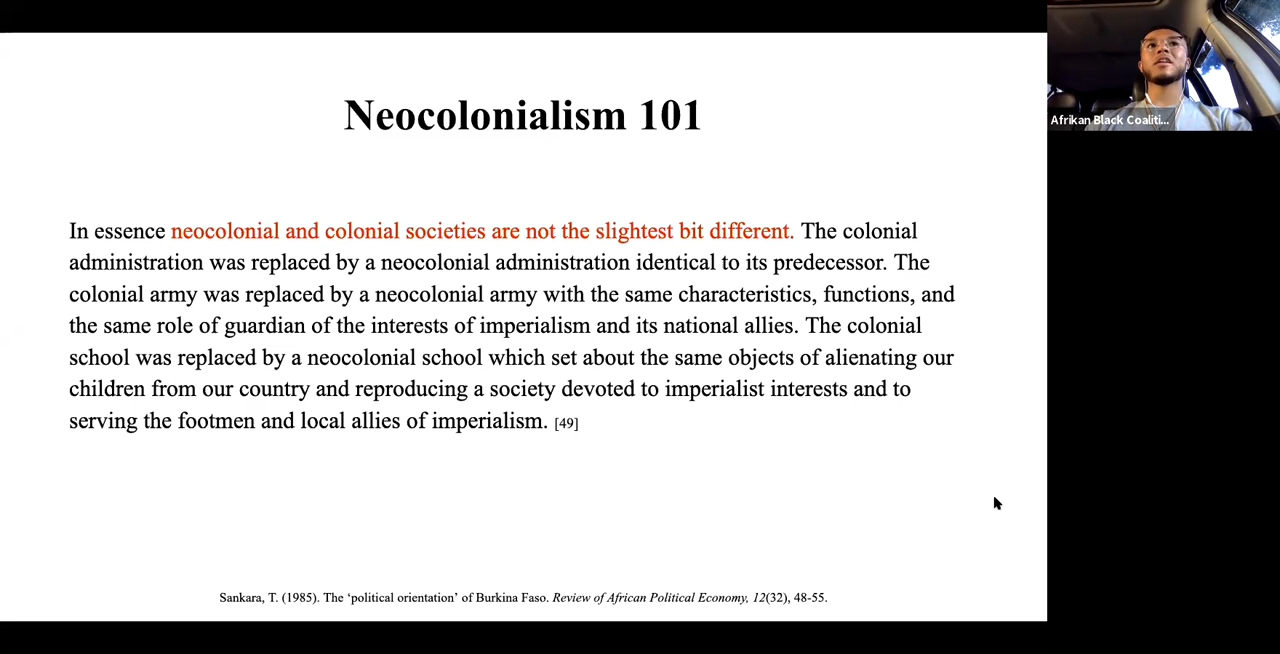 Neocolonialism 101
In essence neocolonial and colonial societies are not the slightest bit different. The colonial
administration was replaced by a neocolonial administration identical to its predecessor. The
colonial army was replaced by a neocolonial army with the same characteristics, functions, and
the same role of guardian of the interests of imperialism and its national allies. The colonial
school was replaced by a neocolonial school which set about the same objects of alienating our
children from our country and reproducing a society devoted to imperialist interests and to
serving the footmen and local allies of imperialism. [49]
Sankara, T. (1985). The ‘political orientation’ of Burkina Faso. Review of African Political Economy, 12(32), 48-55.
Afrikan Black Coaliti...